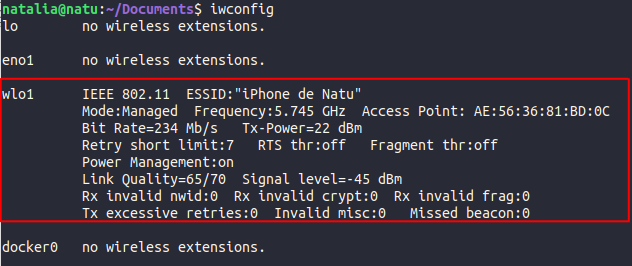 natalia@natu:~/Documents$ iwconfig
lo        no wireless extensions.
eno1      no wireless extensions.
wlo1      IEEE 802.11  ESSID:"iPhone de Natu"
          Mode:Managed  Frequency:5.745 GHz  Access Point: AE:56:36:81:BD:0C
          Bit Rate=234 Mb/s   Tx-Power=22 dBm
          Retry short limit:7   RTS thr:off   Fragment thr:off
          Power Management:on
          Link Quality=65/70  Signal level=-45 dBm
          Rx invalid nwid:0  Rx invalid crypt:0  Rx invalid frag:0
          Tx excessive retries:0  Invalid misc:0   Missed beacon:0
docker0   no wireless extensions.